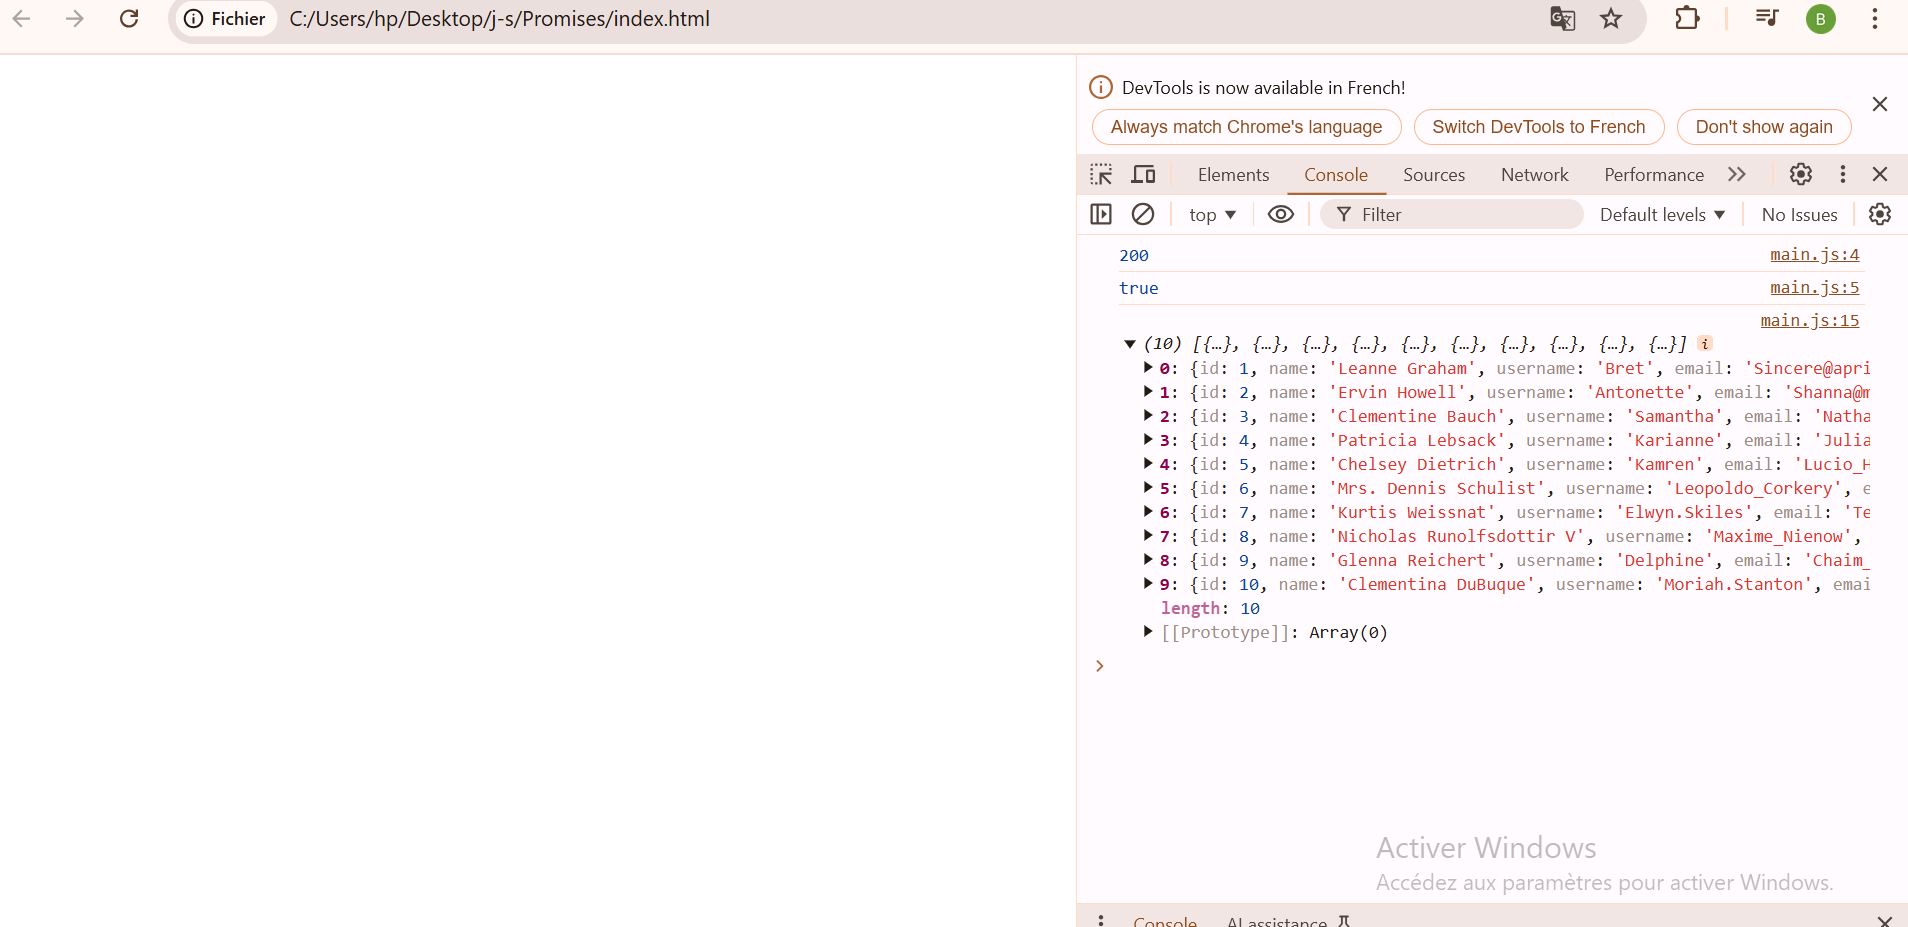 Fichier C:/Users/hp/Desktop/j-s/Promises/index.html B
DevTools is now available in French!
Always match Chrome's language Switch DevTools to French Don't show again
Elements Console Sources Network Performance
top Filter Default levels No Issues
200 main.js:4
true main.js:5
main.js:15
(10) [{…}, {…}, {…}, {…}, {…}, {…}, {…}, {…}, {…}, {…}] i
0: {id: 1, name: 'Leanne Graham', username: 'Bret', email: 'Sincere@apri
1: {id: 2, name: 'Ervin Howell', username: 'Antonette', email: 'Shanna@m
2: {id: 3, name: 'Clementine Bauch', username: 'Samantha', email: 'Natha
3: {id: 4, name: 'Patricia Lebsack', username: 'Karianne', email: 'Julia
4: {id: 5, name: 'Chelsey Dietrich', username: 'Kamren', email: 'Lucio_H
5: {id: 6, name: 'Mrs. Dennis Schulist', username: 'Leopoldo_Corkery', e
6: {id: 7, name: 'Kurtis Weissnat', username: 'Elwyn.Skiles', email: 'Te
7: {id: 8, name: 'Nicholas Runolfsdottir V', username: 'Maxime_Nienow',
8: {id: 9, name: 'Glenna Reichert', username: 'Delphine', email: 'Chaim_
9: {id: 10, name: 'Clementina DuBuque', username: 'Moriah.Stanton', emai
length: 10
[[Prototype]]: Array(0)
Activer Windows
Accédez aux paramètres pour activer Windows.
Console AI assistance